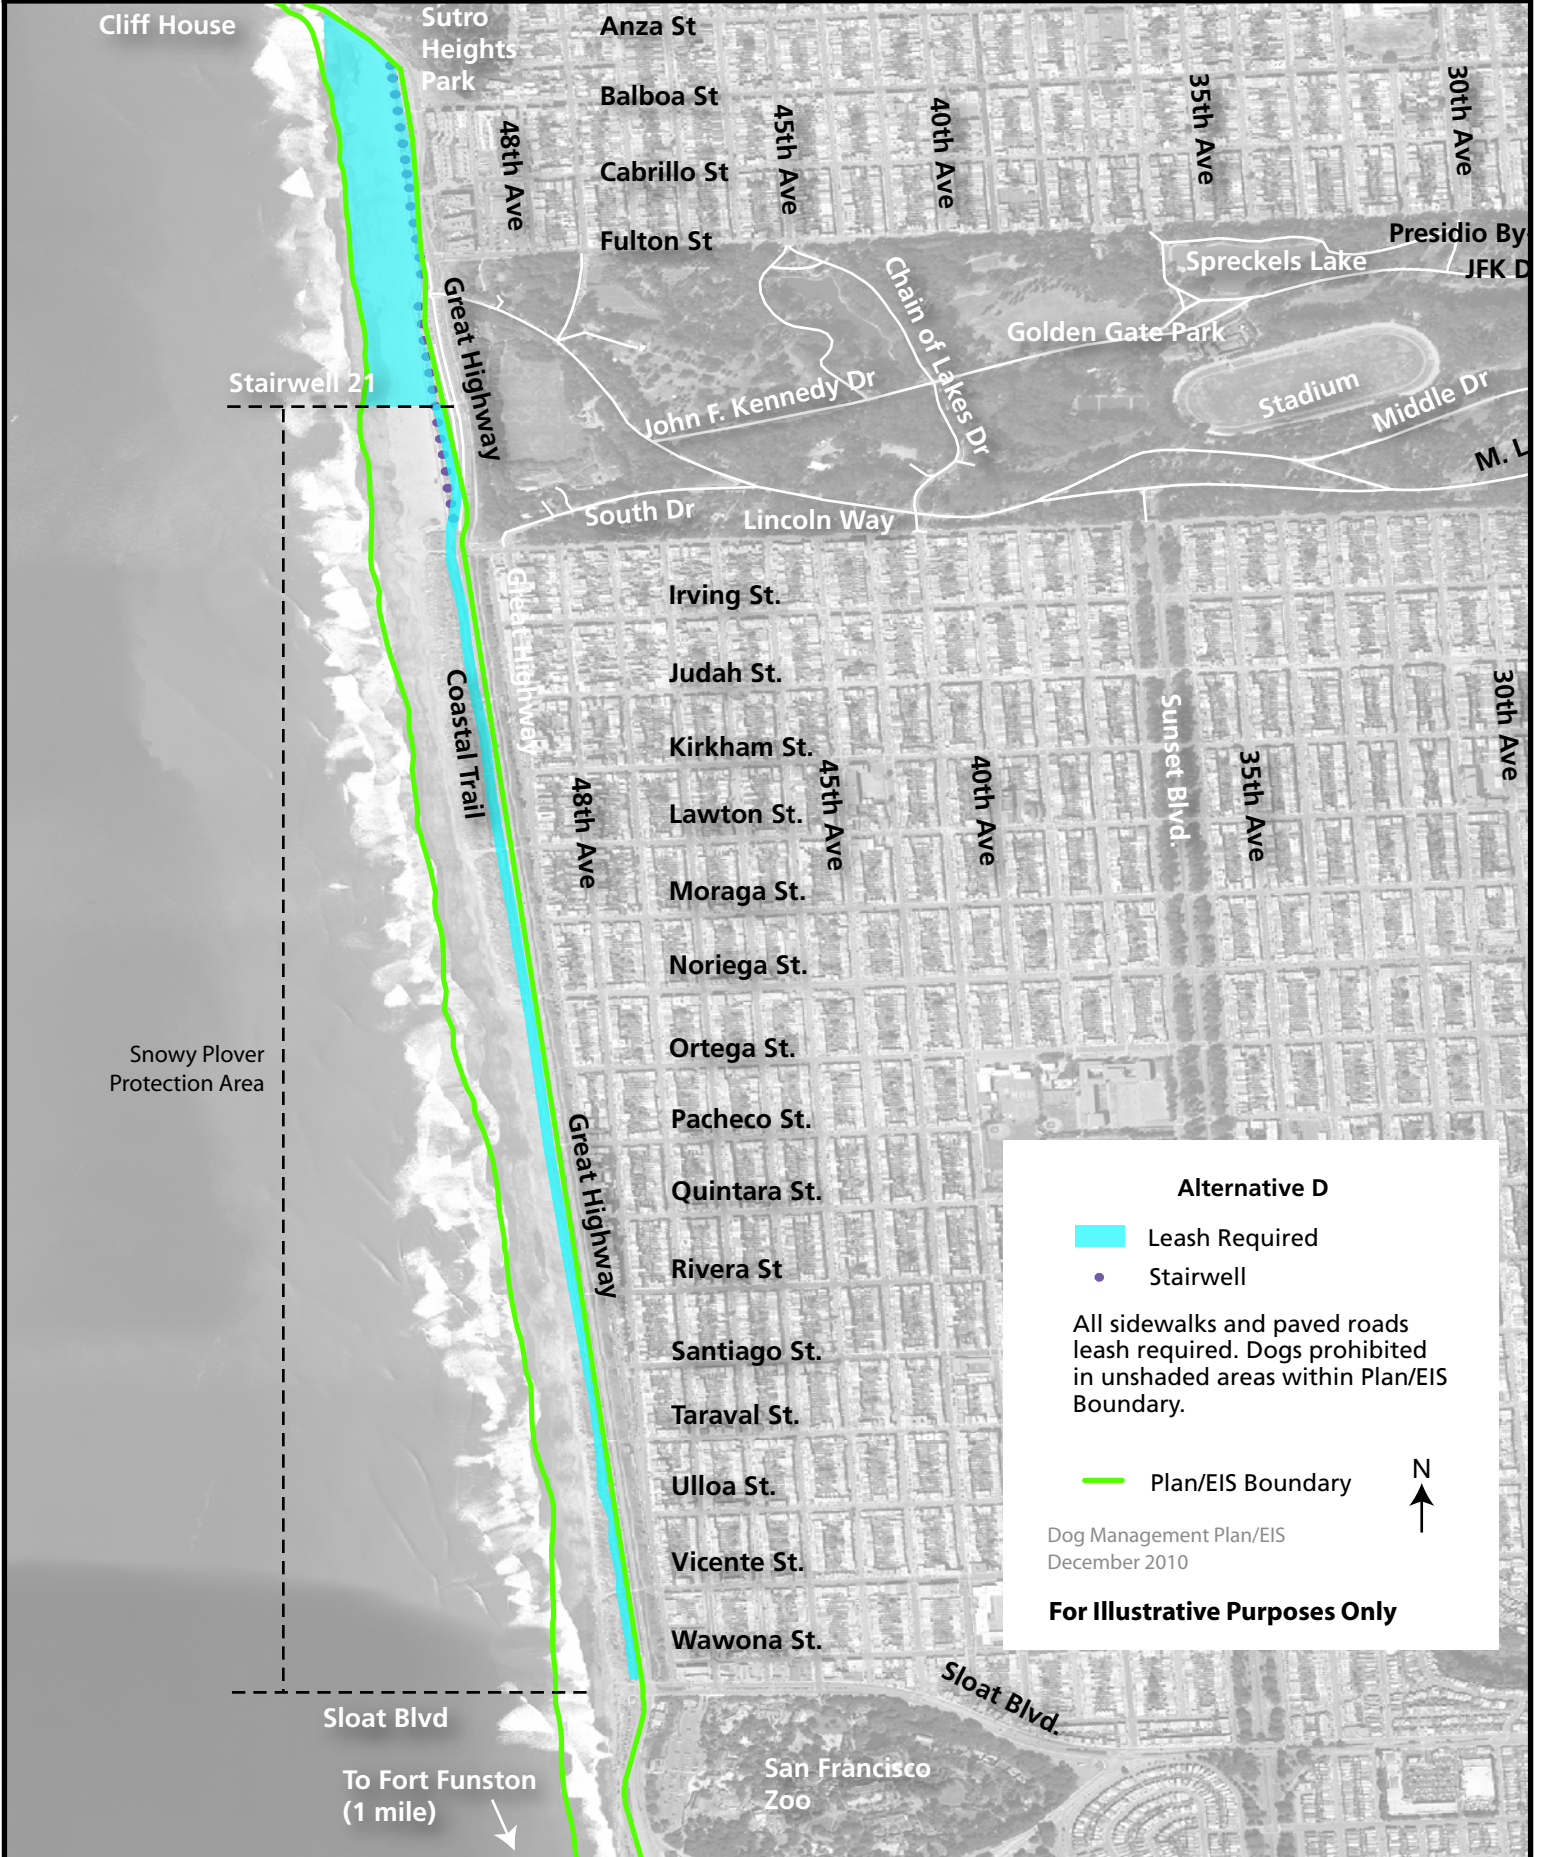 Cliff House
Sutro
Heights
Park
Anza St
Balboa St
Cabrillo St
Fulton St
48th Ave
45th Ave
40th Ave
35th Ave
30th Ave
Presidio By-
JFK D
Spreckels Lake
Golden Gate Park
Great Highway
Chain of Lakes Dr
John F. Kennedy Dr
Stadium
Middle Dr
M. L
Stairwell 21
South Dr
Lincoln Way
Great Highway
Irving St.
Judah St.
Kirkham St.
Lawton St.
Moraga St.
Noriega St.
Ortega St.
Pacheco St.
Quintara St.
Rivera St
Santiago St.
Taraval St.
Ulloa St.
Vicente St.
Wawona St.
Coastal Trail
48th Ave
45th Ave
40th Ave
Sunset Blvd.
35th Ave
30th Ave
Snowy Plover
Protection Area
Great Highway
Alternative D
Leash Required
Stairwell
All sidewalks and paved roads
leash required. Dogs prohibited
in unshaded areas within Plan/EIS
Boundary.
Plan/EIS Boundary
N
Dog Management Plan/EIS
December 2010
For Illustrative Purposes Only
Sloat Blvd.
Sloat Blvd
To Fort Funston
(1 mile)
San Francisco
Zoo